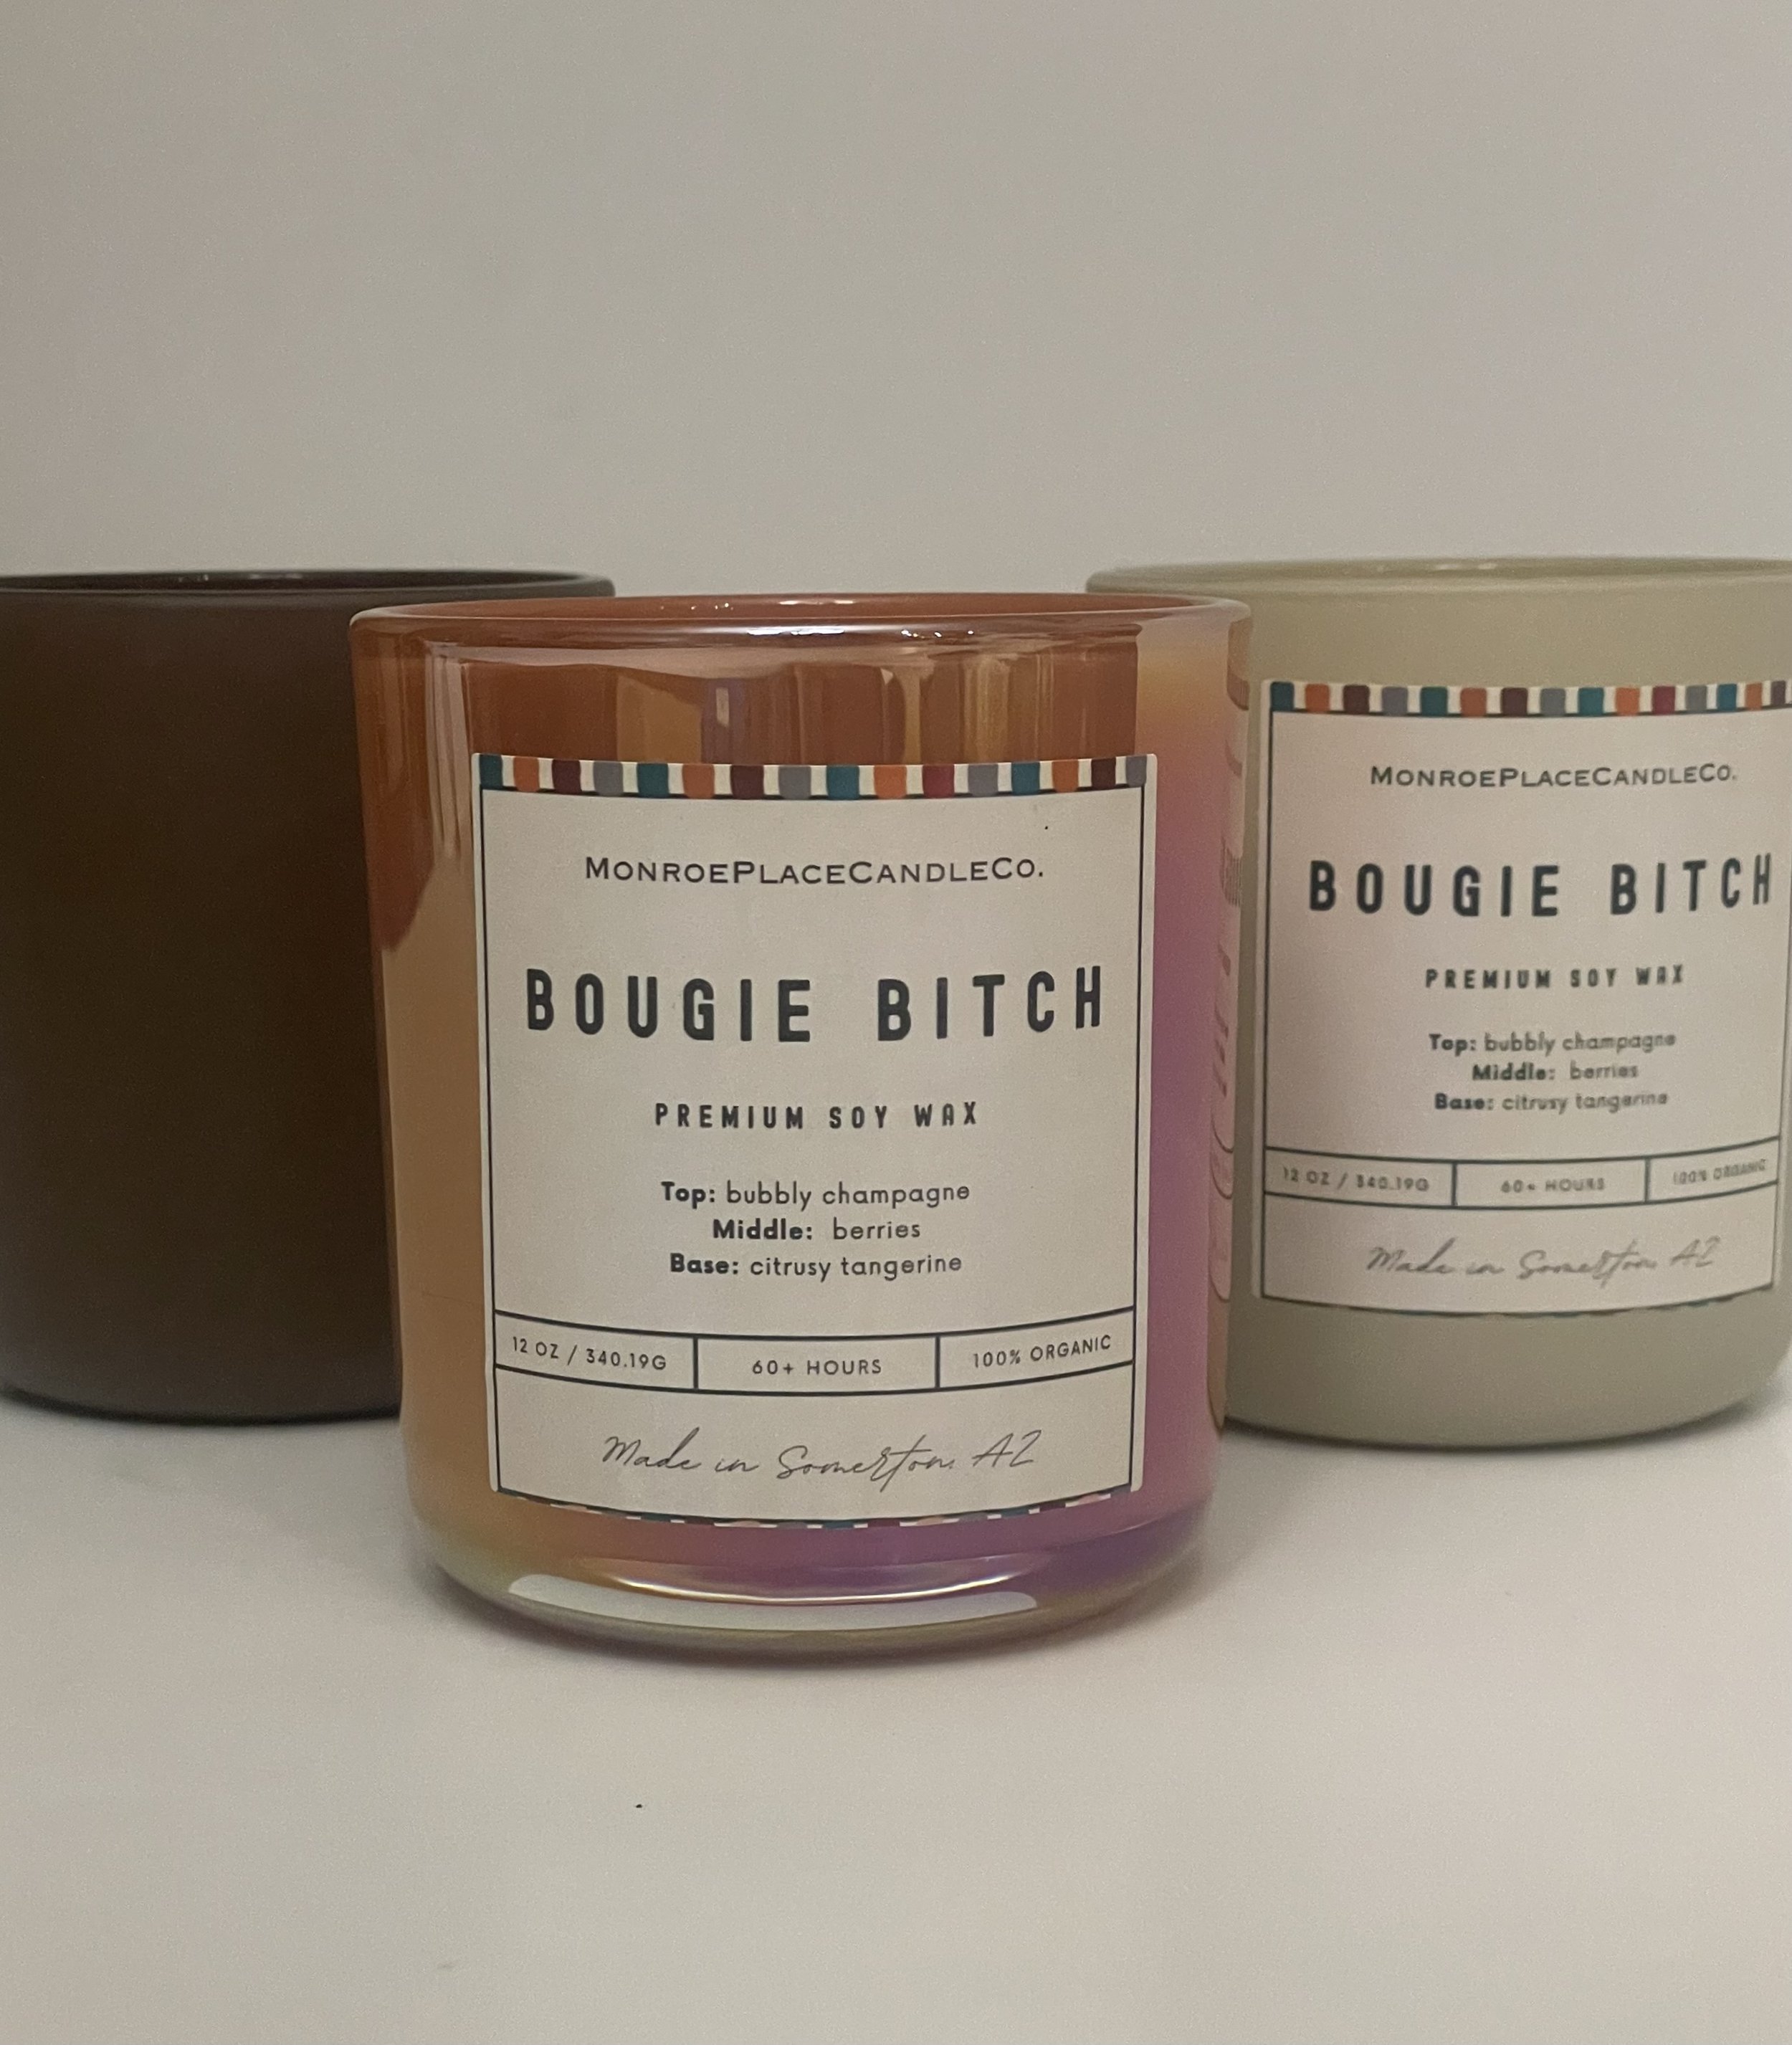 MONROEPLACECANDLECO.
BOUGIE BITCH
PREMIUM SOY WAX
Top: bubbly champagne
Middle: berries
Base: citrusy tangerine
12 OZ / 340.19G
60+ HOURS
100% ORGANIC
Made in Somerton AZ
MONROEPLACECANDLECO.
BOUGIE BITCH
PREMIUM SOY WAX
Top: bubbly champagne
Middle: berries
Base: citrusy tangerine
12 OZ / 340.19G
60+ HOURS
100% ORGANIC
Made in Somerton AZ